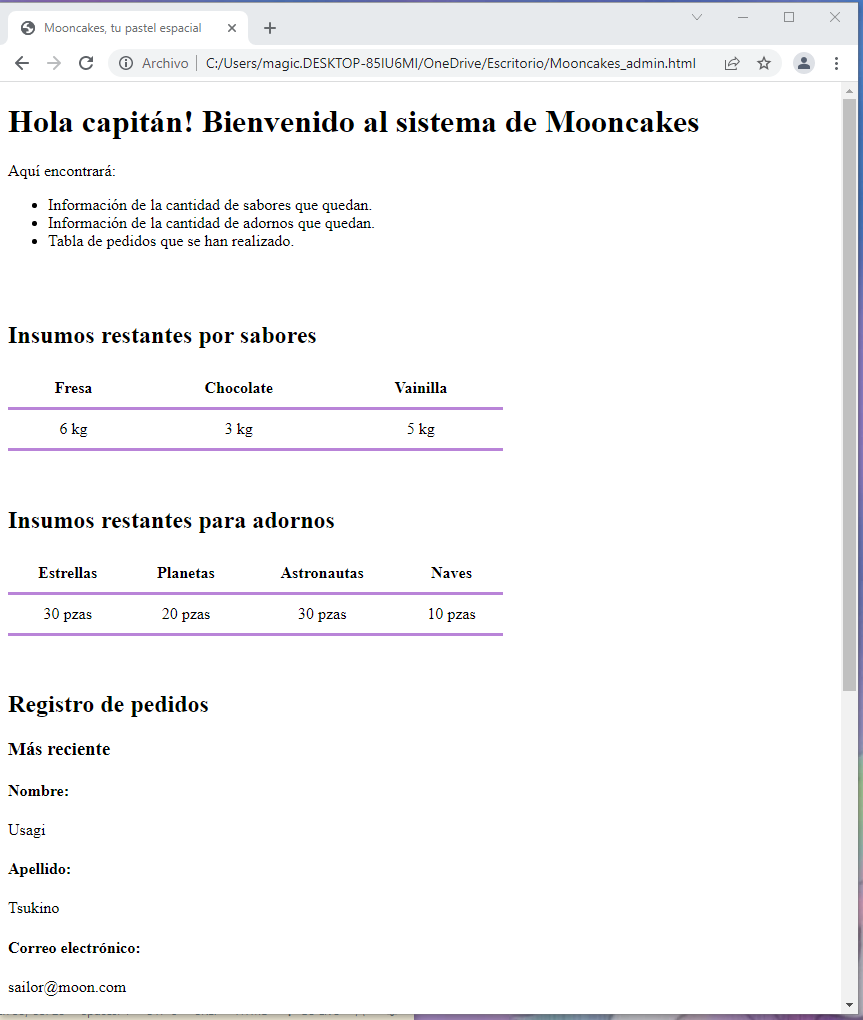 Mooncakes, tu pastel espacial
Archivo | C:/Users/magic.DESKTOP-85IU6MI/OneDrive/Escritorio/Mooncakes_admin.html
Hola capitán! Bienvenido al sistema de Mooncakes
Aquí encontrará:
• Información de la cantidad de sabores que quedan.
• Información de la cantidad de adornos que quedan.
• Tabla de pedidos que se han realizado.
Insumos restantes por sabores
Fresa Chocolate Vainilla
6 kg 3 kg 5 kg
Insumos restantes para adornos
Estrellas Planetas Astronautas Naves
30 pzas 20 pzas 30 pzas 10 pzas
Registro de pedidos
Más reciente
Nombre:
Usagi
Apellido:
Tsukino
Correo electrónico:
sailor@moon.com